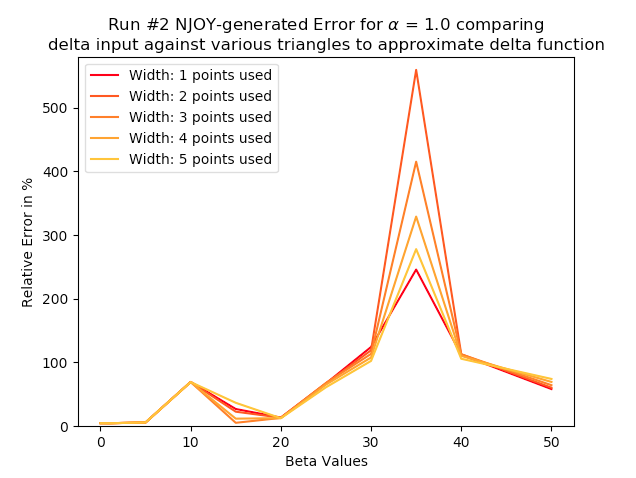 Run #2 NJOY-generated Error for α = 1.0 comparing
delta input against various triangles to approximate delta function
Width: 1 points used
Width: 2 points used
Width: 3 points used
Width: 4 points used
Width: 5 points used
Relative Error in %
500
400
300
200
100
0
0 10 20 30 40 50
Beta Values